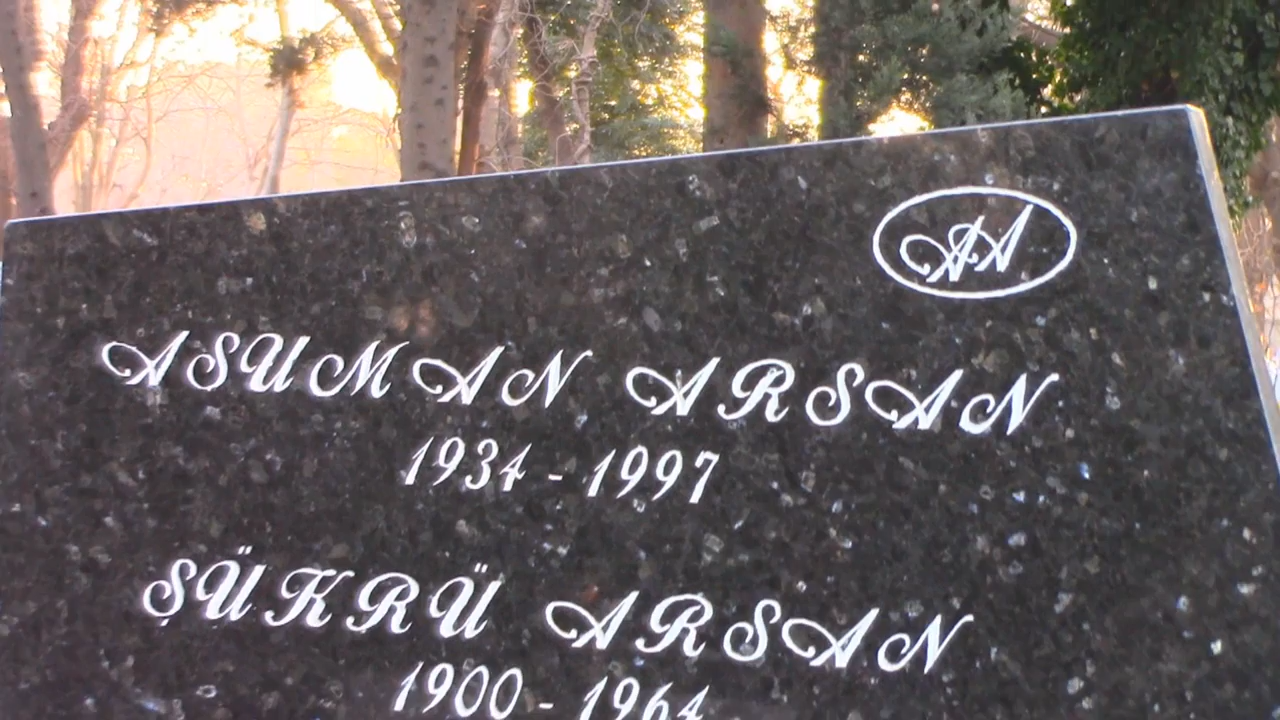 AA
ASUMAN ARSAN
1934 - 1997
ŞÜKRÜ ARSAN
1900 - 1964